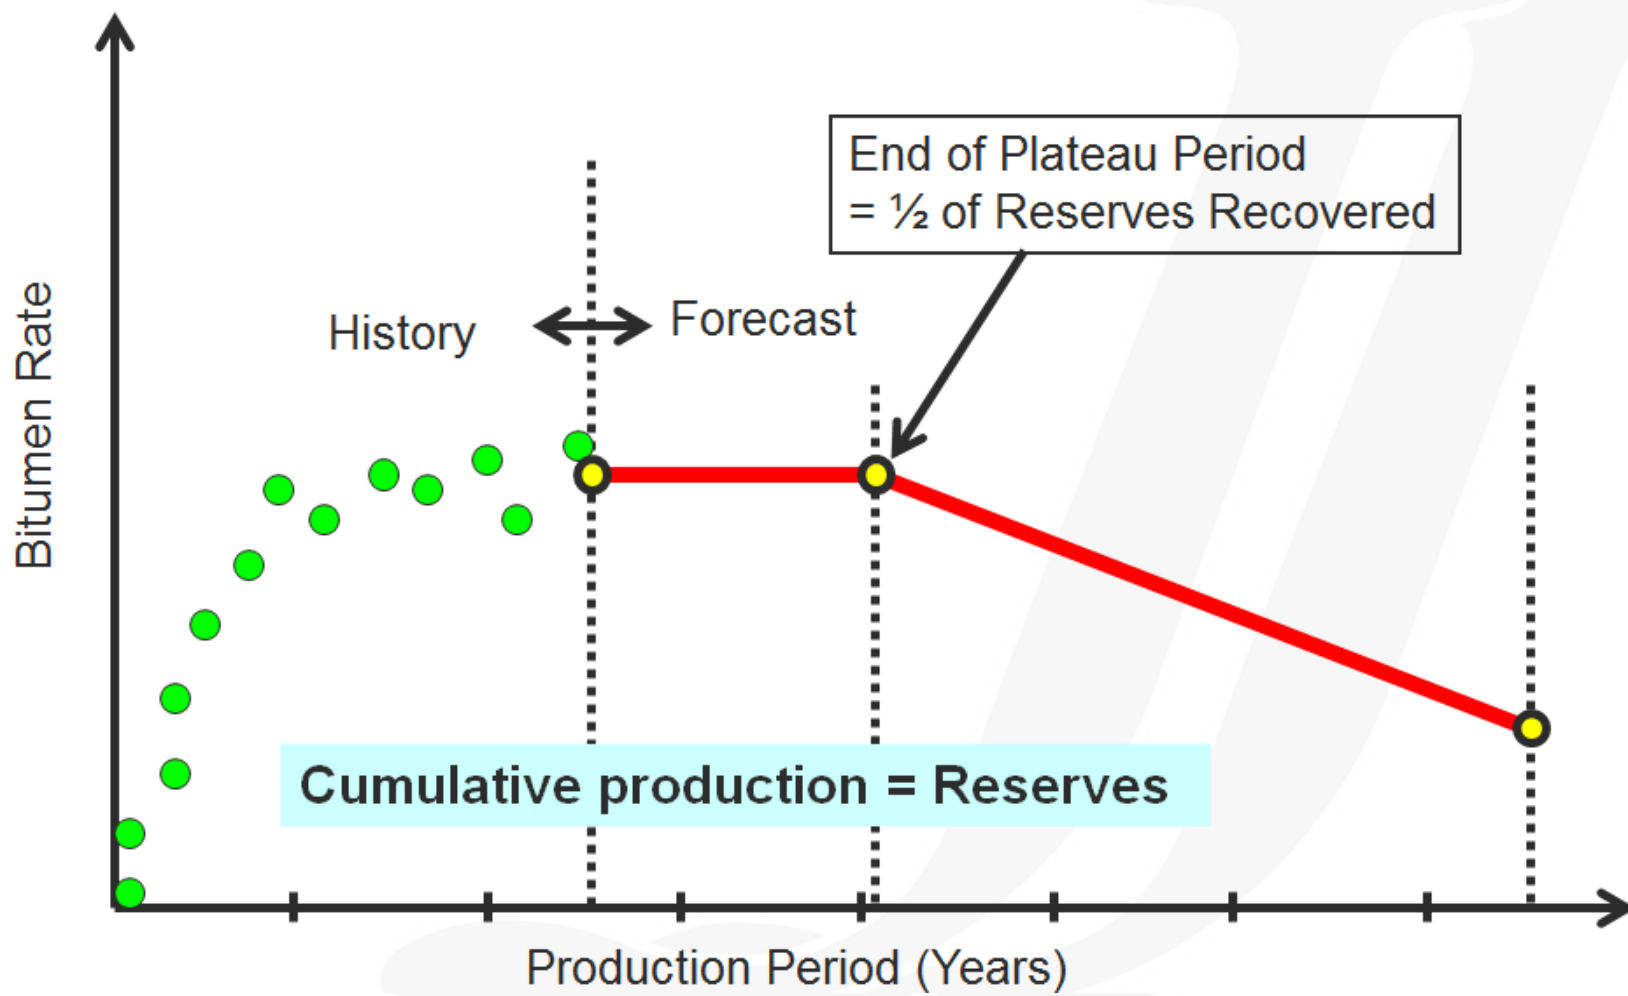 End of Plateau Period
= ½ of Reserves Recovered
History
Forecast
Bitumen Rate
Cumulative production = Reserves
Production Period (Years)